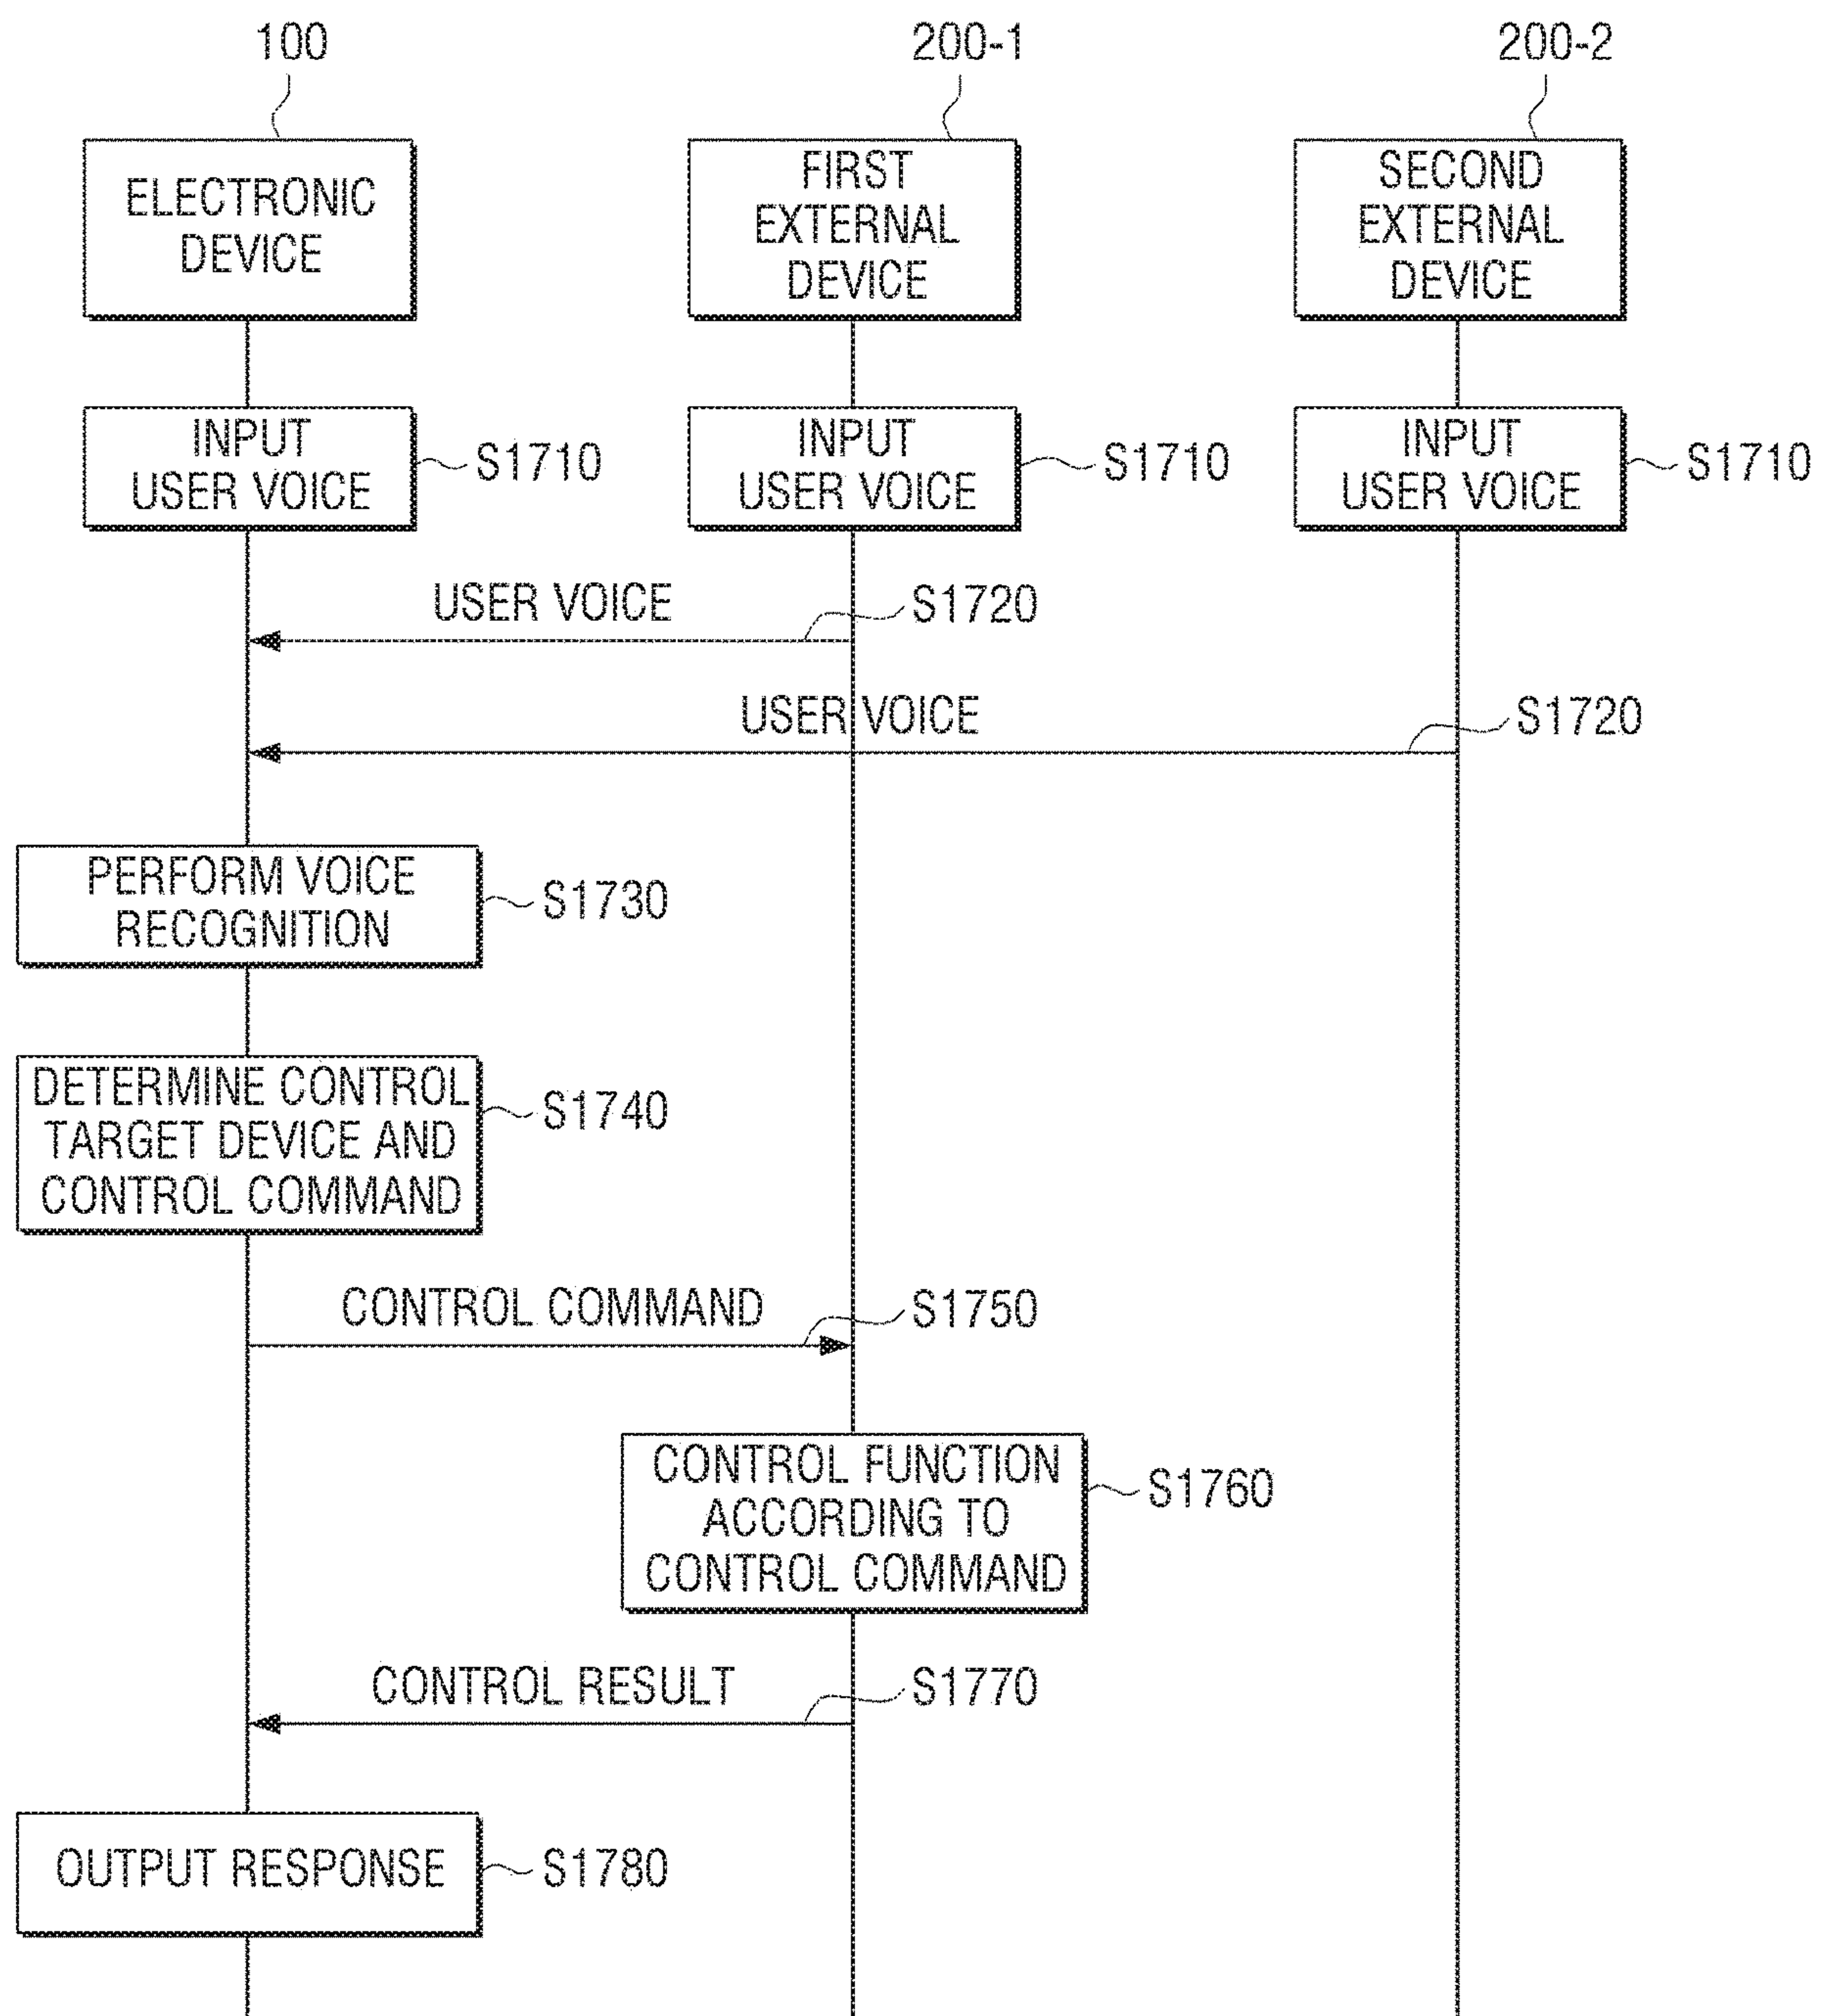 100
200-1
200-2
ELECTRONIC
DEVICE
FIRST
EXTERNAL
DEVICE
SECOND
EXTERNAL
DEVICE
INPUT
USER VOICE
S1710
INPUT
USER VOICE
S1710
INPUT
USER VOICE
S1710
USER VOICE
S1720
USER VOICE
S1720
PERFORM VOICE
RECOGNITION
S1730
DETERMINE CONTROL
TARGET DEVICE AND
CONTROL COMMAND
S1740
CONTROL COMMAND
S1750
CONTROL FUNCTION
ACCORDING TO
CONTROL COMMAND
S1760
CONTROL RESULT
S1770
OUTPUT RESPONSE
S1780